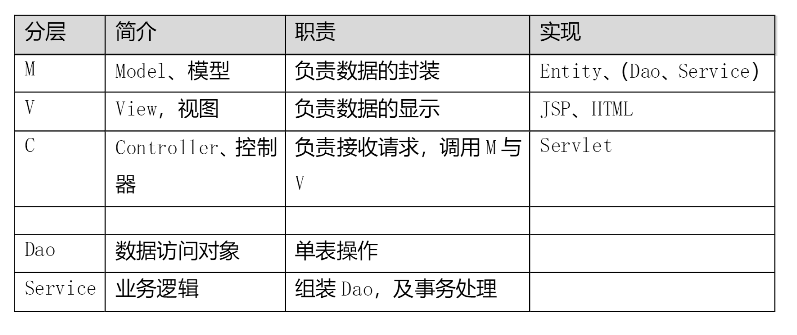 分层 简介 职责 实现
M Model、模型 负责数据的封装 Entity、（Dao、Service）
V View，视图 负责数据的显示 JSP、HTML
C Controller、控制 负责接收请求，调用 M 与 Servlet
器 V
Dao 数据访问对象 单表操作
Service 业务逻辑 组装 Dao，及事务处理